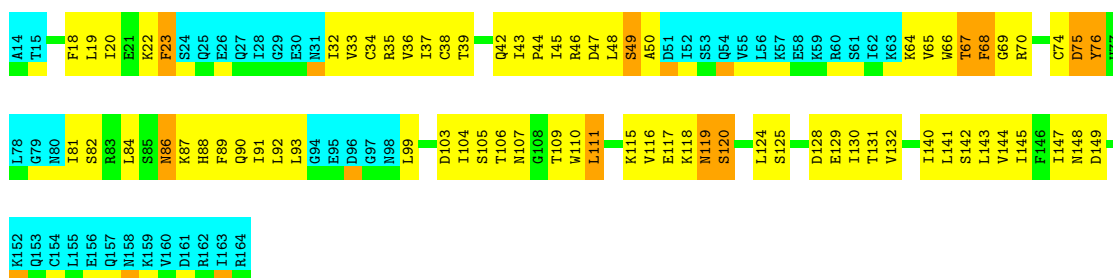 A14 T15 F18 L19 I20 E21 K22 F23 S24 Q25 E26 Q27 I28 G29 E30 N31 I32 V33 C34 R35 V36 I37 C38 T39 Q42 I43 P44 I45 R46 D47 L48 S49 A50 D51 I52 S53 Q54 V55 L56 K57 E58 K59 R60 S61 I62 K63 K64 V65 W66 T67 F68 G69 R70 C74 D75 Y76
L78 G79 N80 I81 S82 R83 L84 S85 N86 K87 H88 F89 Q90 I91 L92 L93 G94 E95 D96 G97 N98 L99 D103 I104 S105 T106 N107 G108 T109 W110 L111 K115 V116 E117 K118 N119 S120 L124 S125 D128 E129 I130 T131 V132 I140 L141 S142 L143 V144 I145 F146 I147 N148 D149
K152 Q153 C154 L155 E156 Q157 N158 K159 V160 D161 R162 I163 R164